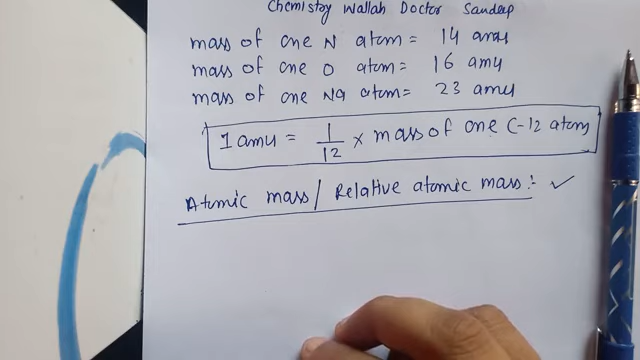 Chemistry Wallah Doctor Sandeep
mass of one N atom = 14 amu
mass of one O atom = 16 amu
mass of one Na atom = 23 amu
1 amu = 1/12 × mass of one C-12 atom
Atomic mass / Relative atomic mass :- ✓